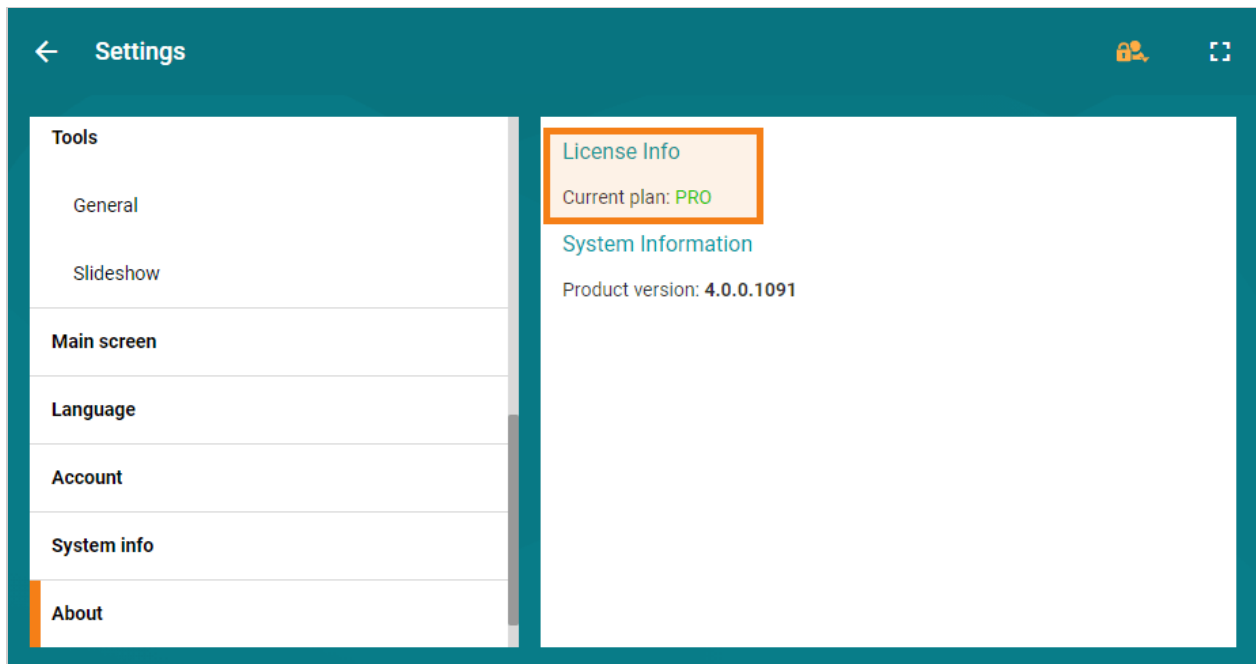 Settings
Tools
General
Slideshow
Main screen
Language
Account
System info
About
License Info
Current plan: PRO
System Information
Product version: 4.0.0.1091